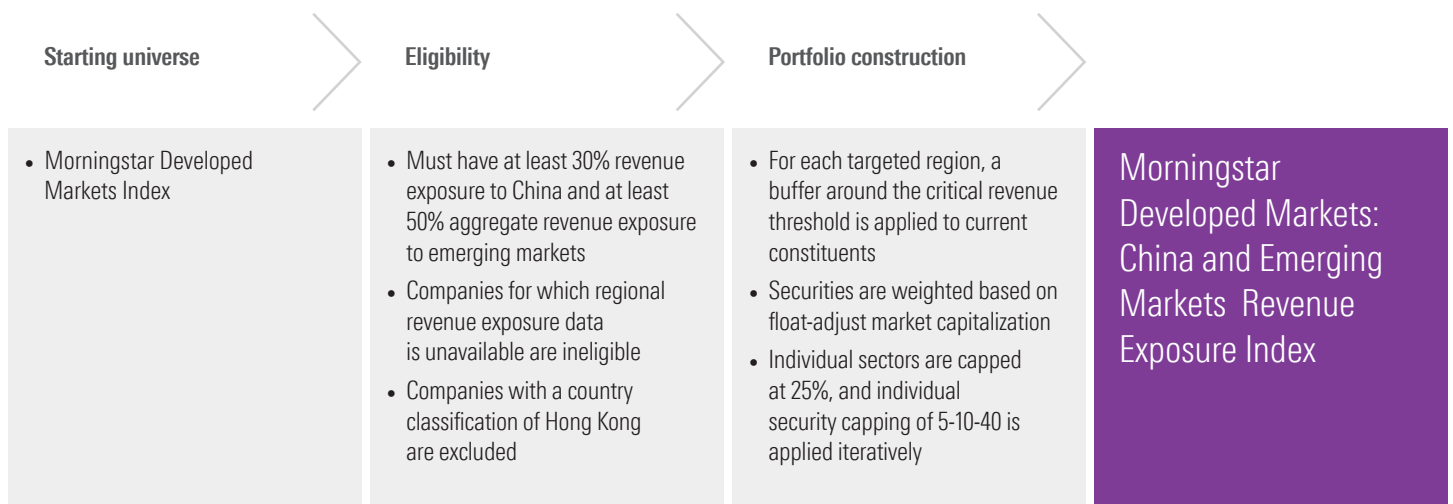 Starting universe
Eligibility
Portfolio construction
• Morningstar Developed
Markets Index
• Must have at least 30% revenue
exposure to China and at least
50% aggregate revenue exposure
to emerging markets
• Companies for which regional
revenue exposure data
is unavailable are ineligible
• Companies with a country
classification of Hong Kong
are excluded
• For each targeted region, a
buffer around the critical revenue
threshold is applied to current
constituents
• Securities are weighted based on
float-adjust market capitalization
• Individual sectors are capped
at 25%, and individual
security capping of 5-10-40 is
applied iteratively
Morningstar
Developed Markets:
China and Emerging
Markets Revenue
Exposure Index